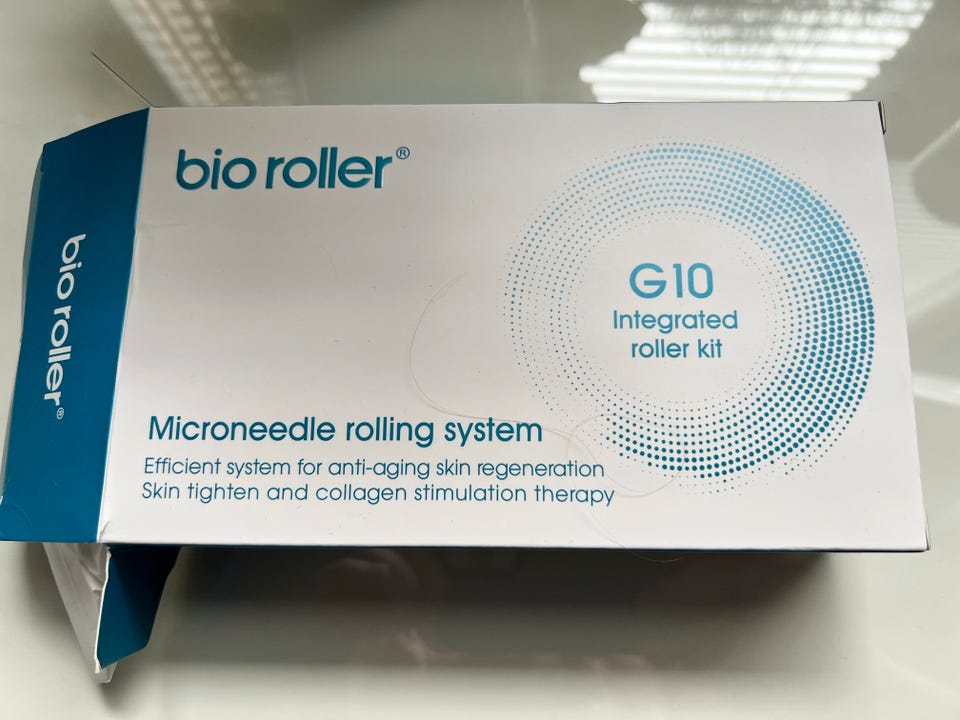 bio roller®
bio roller®
G10
Integrated
roller kit
Microneedle rolling system
Efficient system for anti-aging skin regeneration
Skin tighten and collagen stimulation therapy